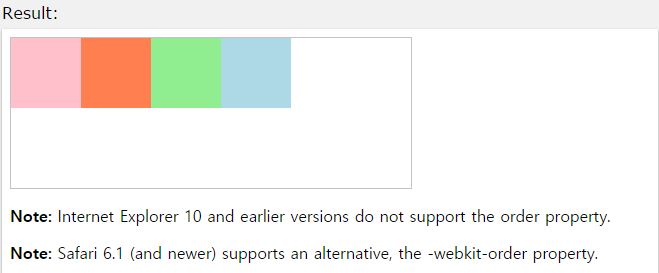 Result:
Note: Internet Explorer 10 and earlier versions do not support the order property.
Note: Safari 6.1 (and newer) supports an alternative, the -webkit-order property.